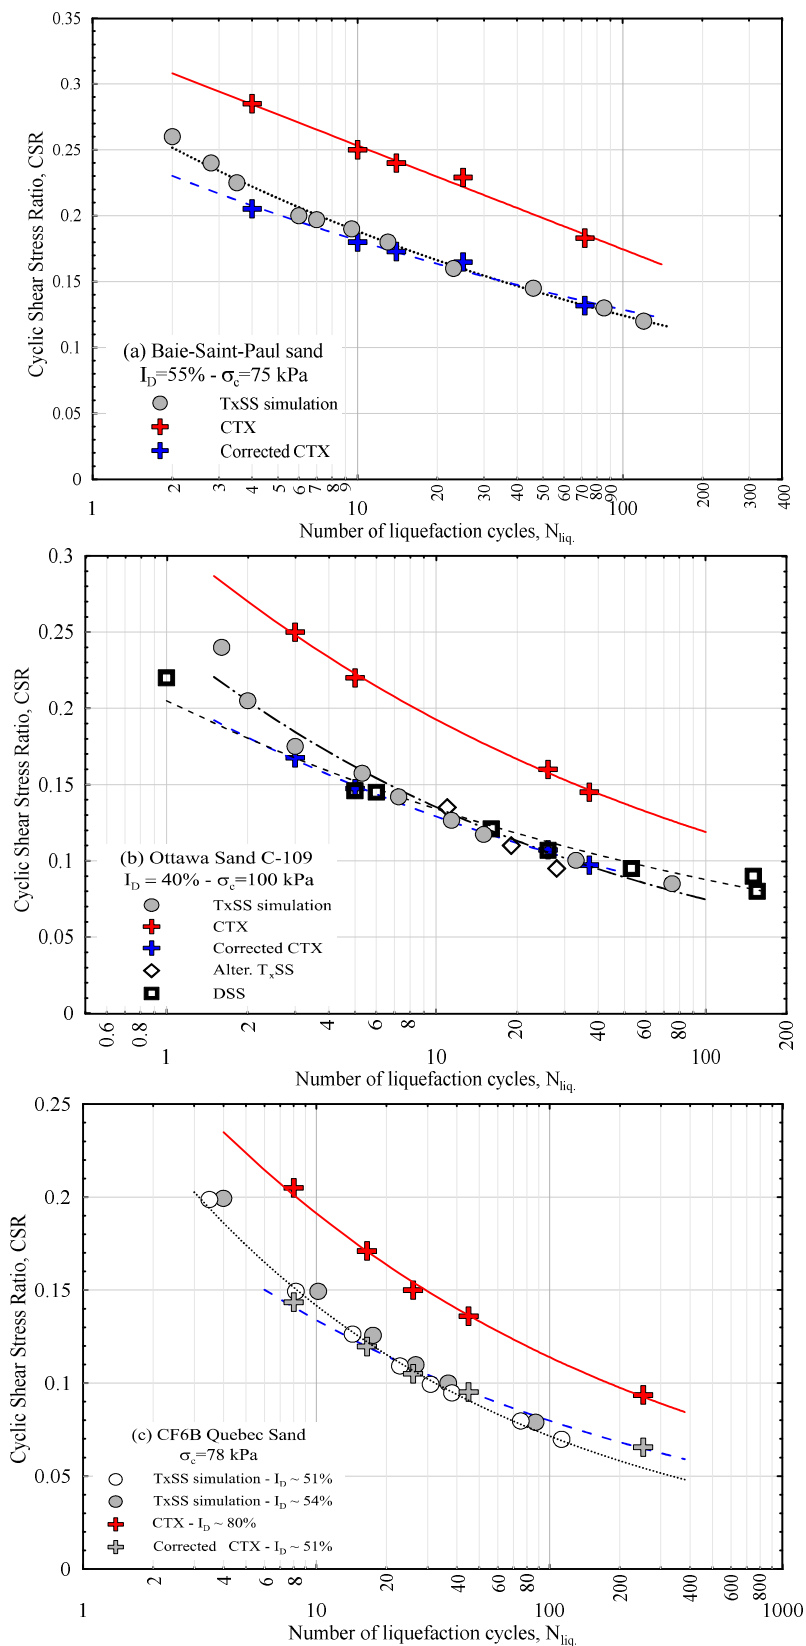 0.35
0.3
0.25
0.2
0.15
0.1
0.05
0
Cyclic Shear Stress Ratio, CSR
(a) Baie-Saint-Paul sand
I_D=55% - σ_c=75 kPa
TxSS simulation
CTX
Corrected CTX
1 2 3 4 5 6 7 8 9 10 20 30 40 50 60 70 80 90 100 200 300 400
Number of liquefaction cycles, N_liq.
0.3
0.25
0.2
0.15
0.1
0.05
0
Cyclic Shear Stress Ratio, CSR
(b) Ottawa Sand C-109
I_D = 40% - σ_c=100 kPa
TxSS simulation
CTX
Corrected CTX
Alter. T_xSS
DSS
0.6 0.8 2 4 6 8 20 40 60 80 200
1 10 100
Number of liquefaction cycles, N_liq.
0.25
0.2
0.15
0.1
0.05
0
Cyclic Shear Stress Ratio, CSR
(c) CF6B Quebec Sand
σ_c=78 kPa
TxSS simulation - I_D ~ 51%
TxSS simulation - I_D ~ 54%
CTX - I_D ~ 80%
Corrected CTX - I_D ~ 51%
2 4 6 8 20 40 60 80 200 400 600 800
1 10 100 1000
Number of liquefaction cycles, N_liq.